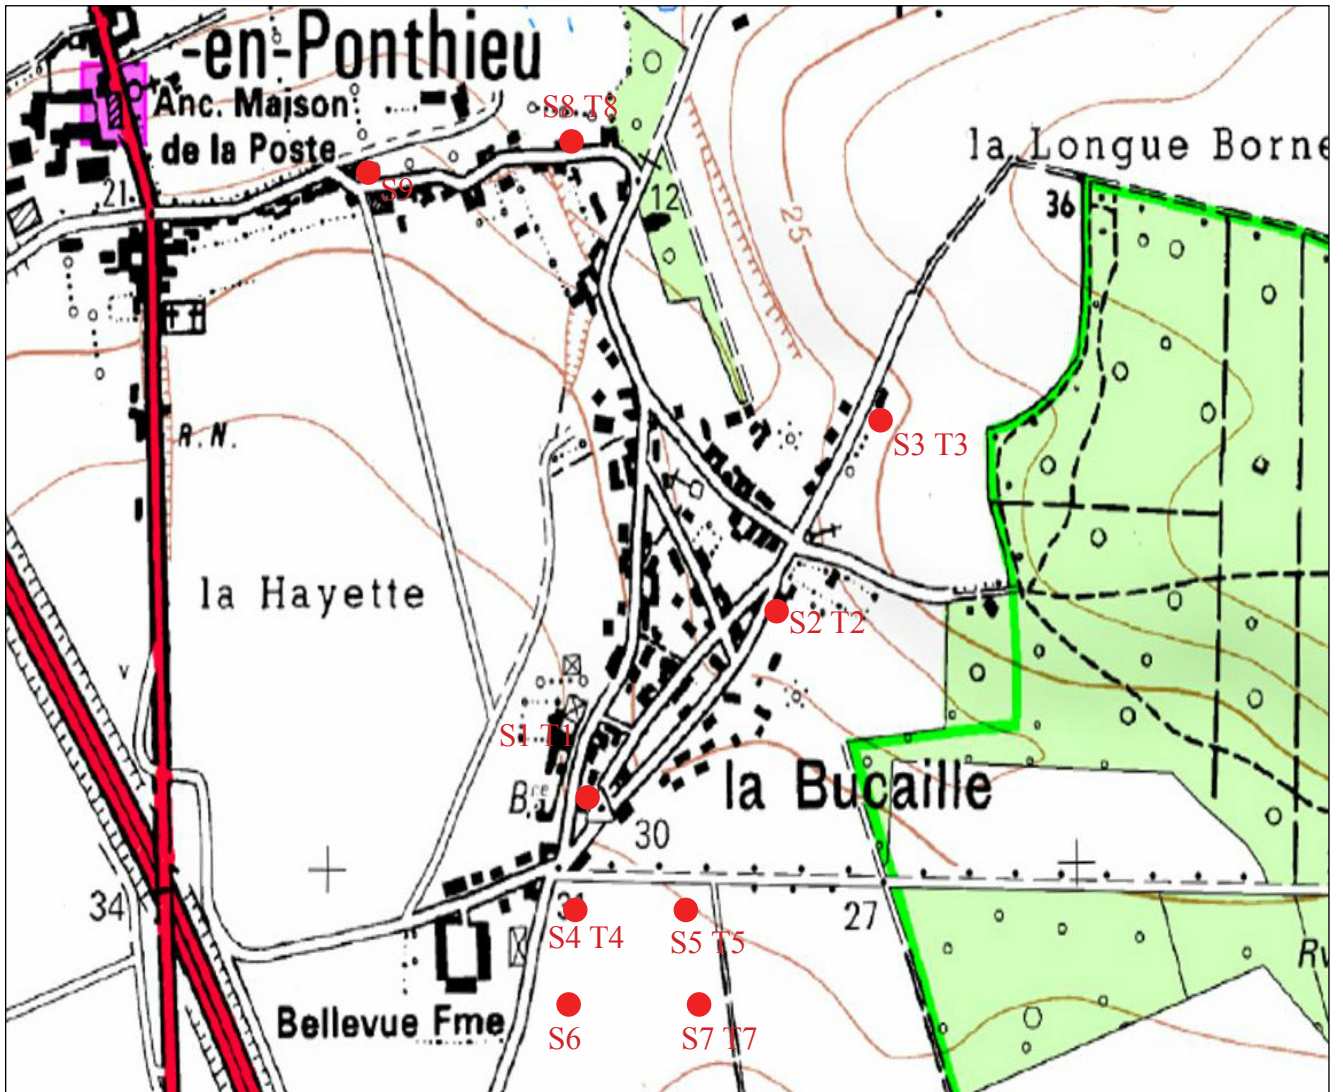 -en-Ponthieu
Anc. Maison
de la Poste
S8 T8
la Longue Borne
21
S9
12
36
25
S3 T3
R.N.
la Hayette
S2 T2
v
S1 T1
la Bucaille
Bre
30
34
31
27
S4 T4
S5 T5
Bellevue Fme
S6
S7 T7